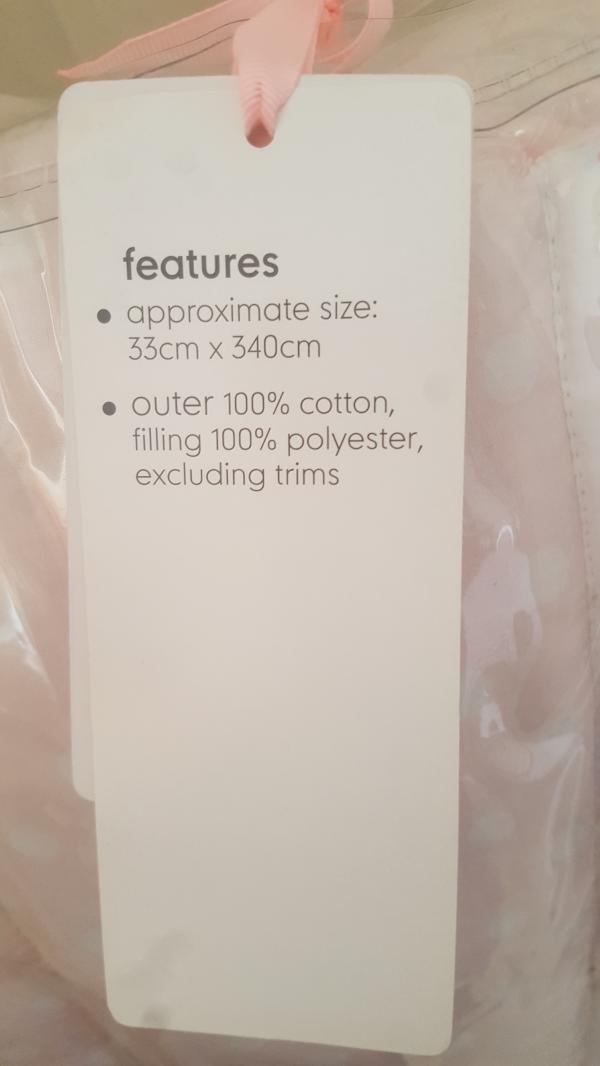 features
• approximate size:
33cm x 340cm
• outer 100% cotton,
filling 100% polyester,
excluding trims